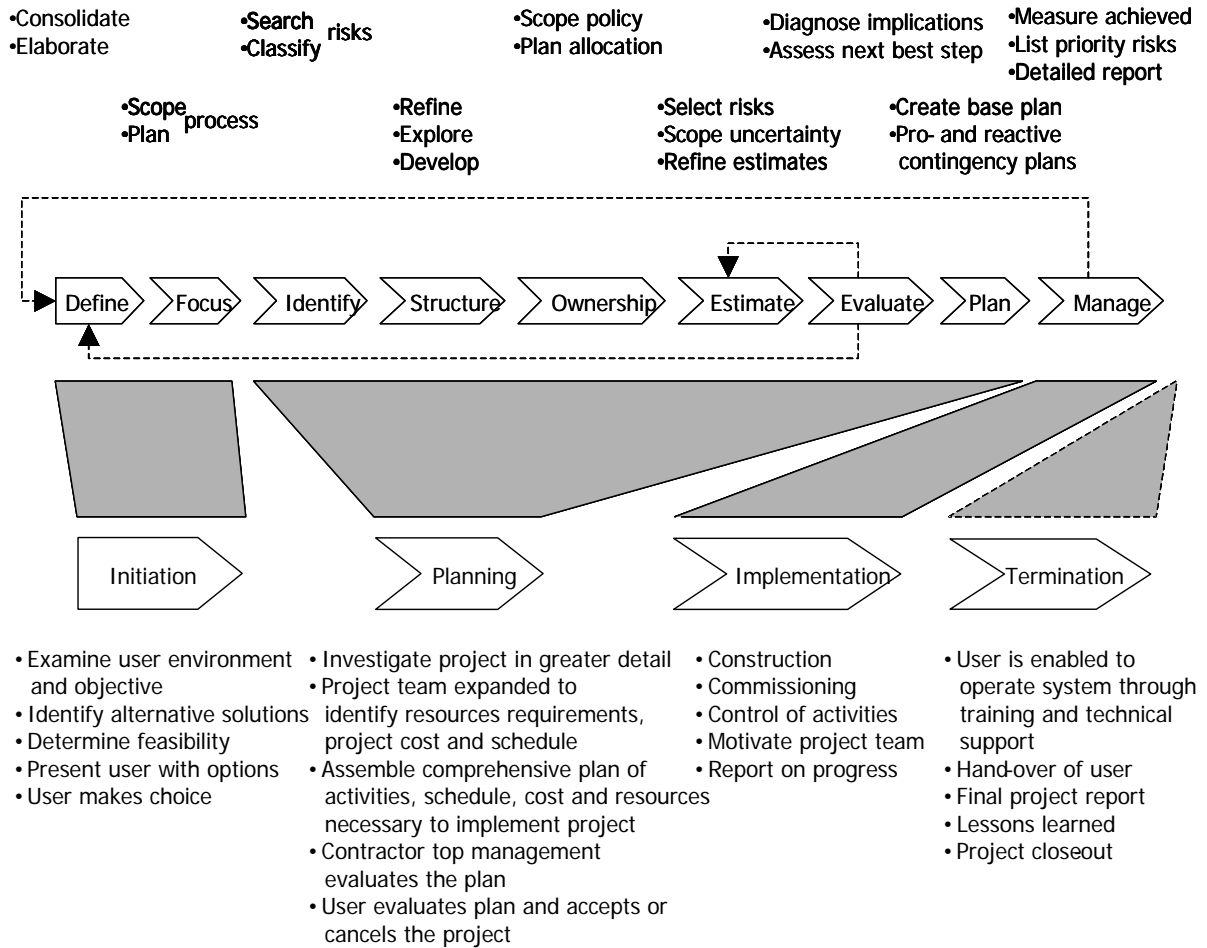 •Consolidate
•Elaborate
•Search risks
•Classify
•Scope policy
•Plan allocation
•Diagnose implications
•Assess next best step
•Measure achieved
•List priority risks
•Detailed report
•Scope process
•Plan
•Refine
•Explore
•Develop
•Select risks
•Scope uncertainty
•Refine estimates
•Create base plan
•Pro- and reactive
contingency plans
Define
Focus
Identify
Structure
Ownership
Estimate
Evaluate
Plan
Manage
Initiation
Planning
Implementation
Termination
• Examine user environment
and objective
• Identify alternative solutions
• Determine feasibility
• Present user with options
• User makes choice
• Investigate project in greater detail
• Project team expanded to
identify resources requirements,
project cost and schedule
• Assemble comprehensive plan of
activities, schedule, cost and resources
necessary to implement project
• Contractor top management
evaluates the plan
• User evaluates plan and accepts or
cancels the project
• Construction
• Commissioning
• Control of activities
• Motivate project team
• Report on progress
• User is enabled to
operate system through
training and technical
support
• Hand-over of user
• Final project report
• Lessons learned
• Project closeout